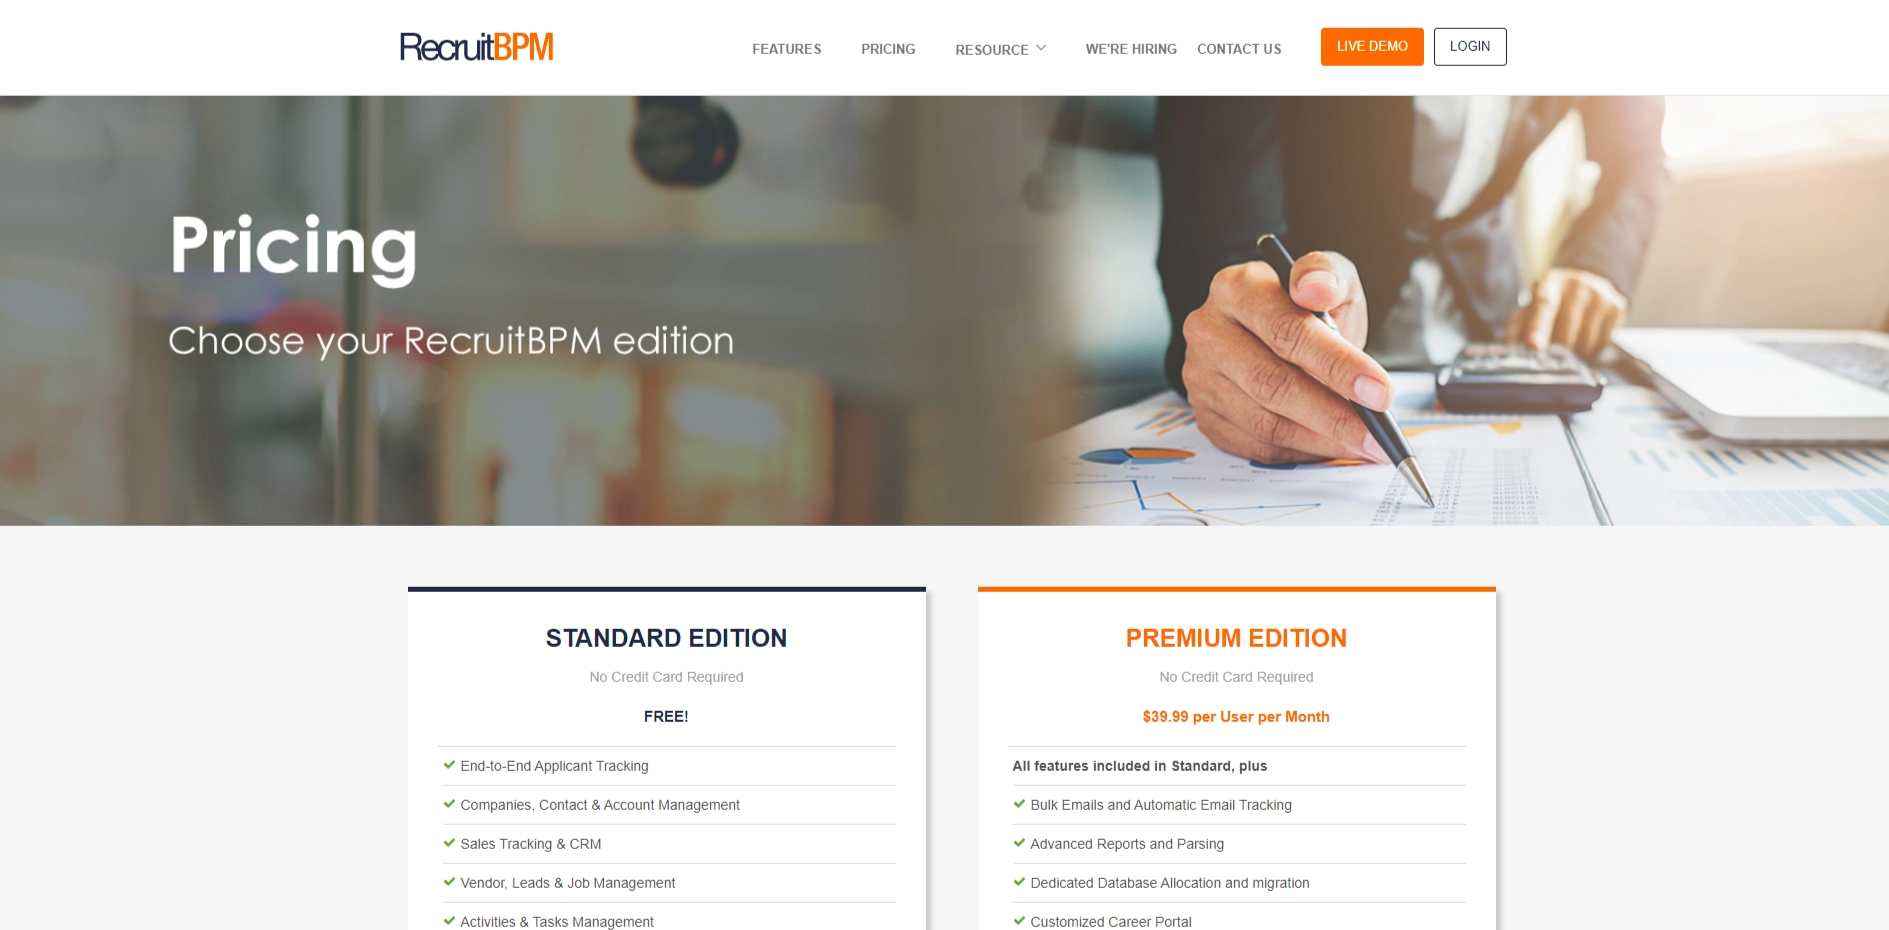 RecruitBPM
FEATURES
PRICING
RESOURCE
WE'RE HIRING
CONTACT US
LIVE DEMO
LOGIN
Pricing
Choose your RecruitBPM edition
STANDARD EDITION
No Credit Card Required
FREE!
End-to-End Applicant Tracking
Companies, Contact & Account Management
Sales Tracking & CRM
Vendor, Leads & Job Management
Activities & Tasks Management
PREMIUM EDITION
No Credit Card Required
$39.99 per User per Month
All features included in Standard, plus
Bulk Emails and Automatic Email Tracking
Advanced Reports and Parsing
Dedicated Database Allocation and migration
Customized Career Portal